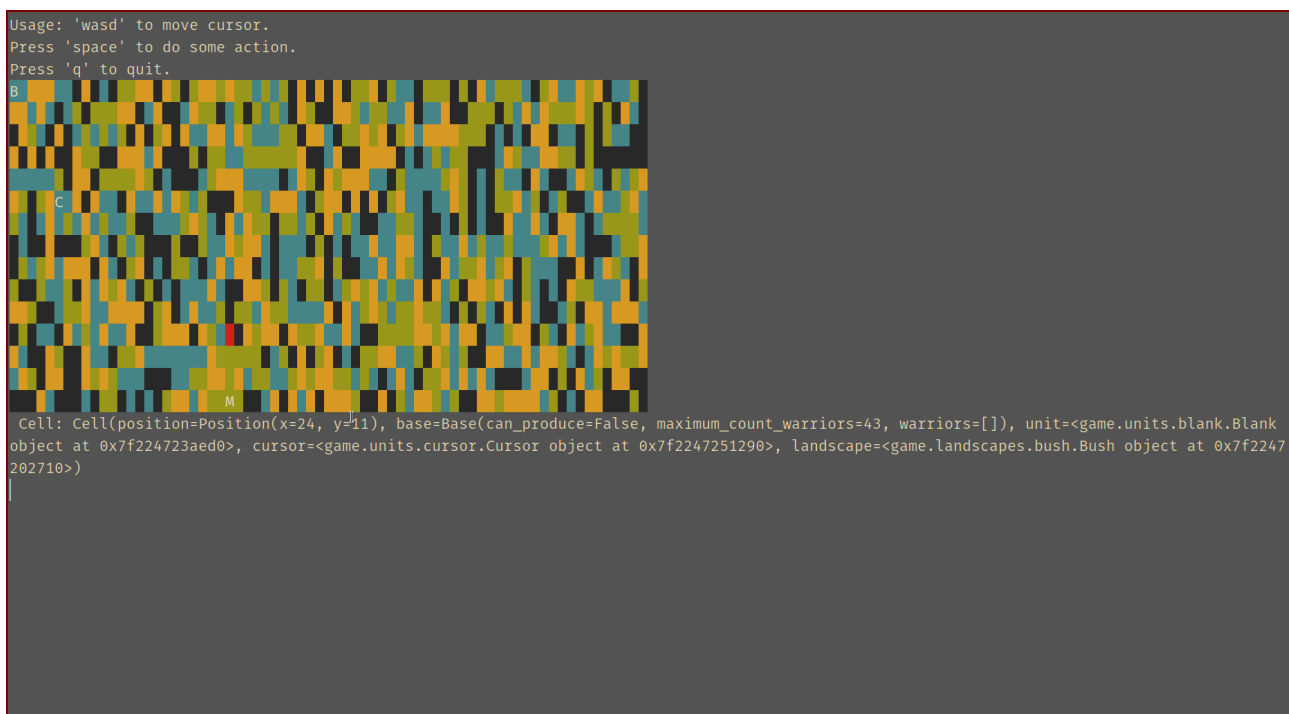 Usage: 'wasd' to move cursor.
Press 'space' to do some action.
Press 'q' to quit.
B
C
M
Cell: Cell(position=Position(x=24, y=11), base=Base(can_produce=False, maximum_count_warriors=43, warriors=[]), unit=<game.units.blank.Blank
object at 0x7f224723aed0>, cursor=<game.units.cursor.Cursor object at 0x7f2247251290>, landscape=<game.landscapes.bush.Bush object at 0x7f2247
202710>)